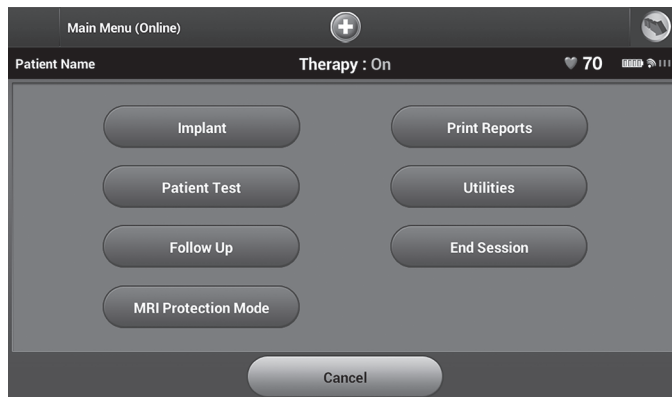 Main Menu (Online)
Patient Name Therapy : On 70
Implant Print Reports
Patient Test Utilities
Follow Up End Session
MRI Protection Mode
Cancel